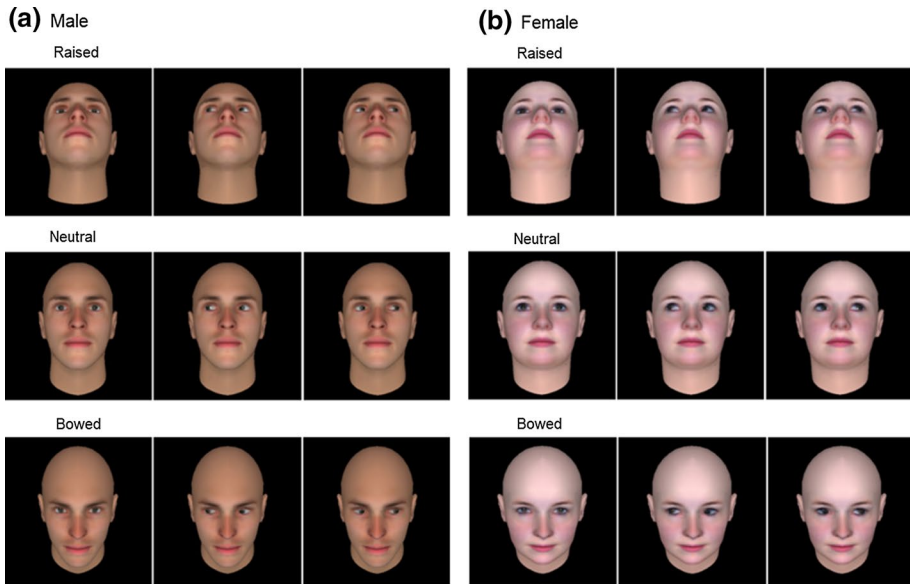 (a) Male
Raised
Neutral
Bowed
(b) Female
Raised
Neutral
Bowed